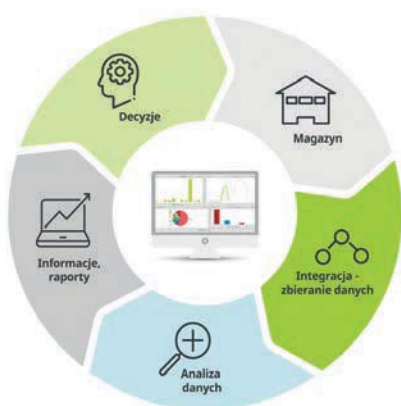 Decyzje
Magazyn
Integracja -
zbieranie danych
Analiza
danych
Informacje,
raporty